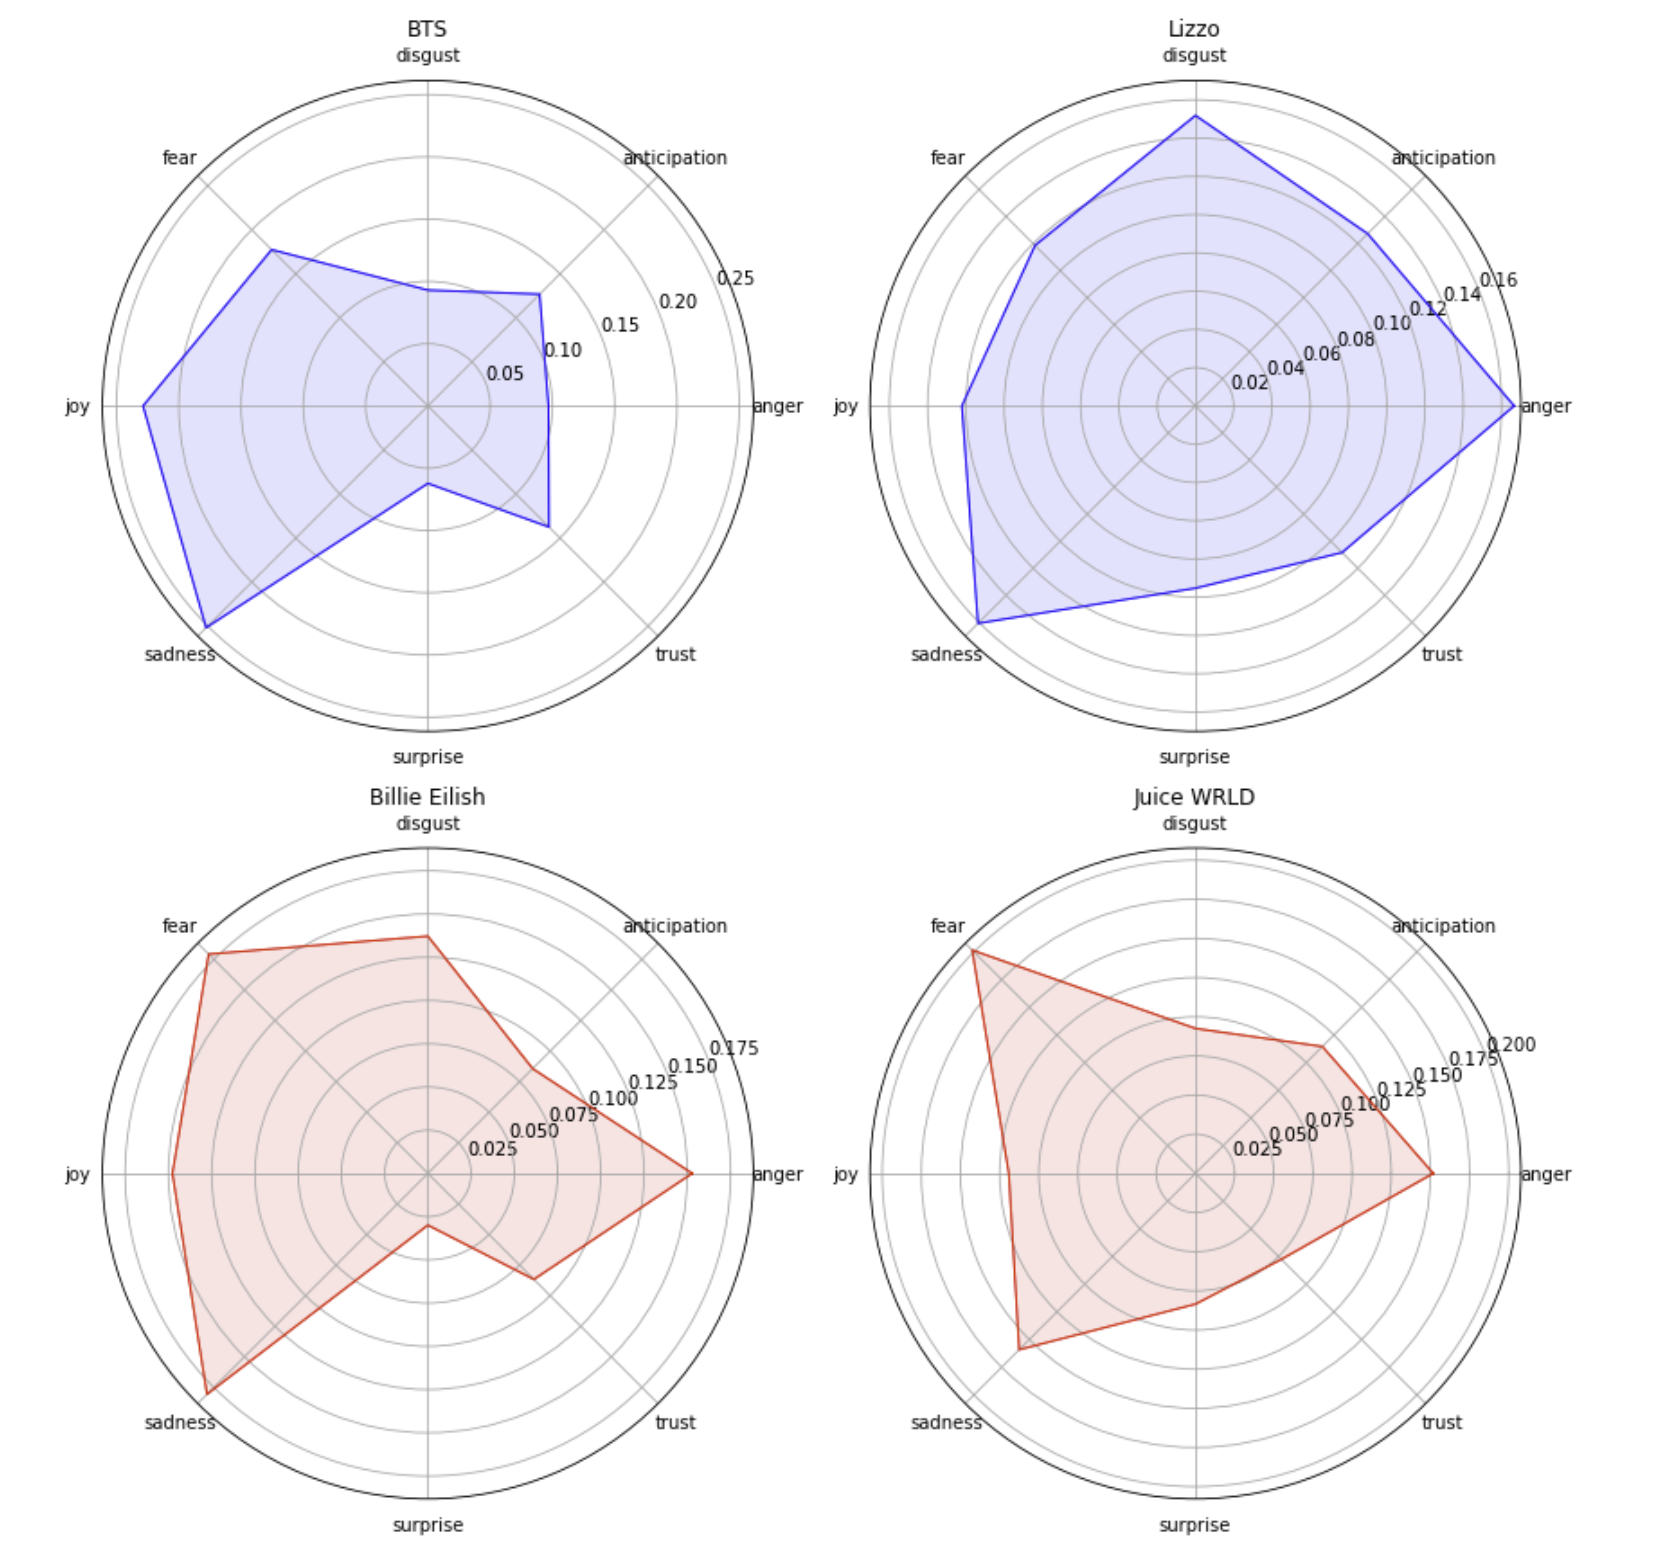 BTS
disgust
fear
anticipation
0.25
0.20
0.15
0.10
0.05
joy
anger
sadness
trust
surprise
Lizzo
disgust
fear
anticipation
0.16
0.14
0.12
0.10
0.08
0.06
0.04
0.02
joy
anger
sadness
trust
surprise
Billie Eilish
disgust
fear
anticipation
0.175
0.150
0.125
0.100
0.075
0.050
0.025
joy
anger
sadness
trust
surprise
Juice WRLD
disgust
fear
anticipation
0.200
0.175
0.150
0.125
0.100
0.075
0.050
0.025
joy
anger
sadness
trust
surprise